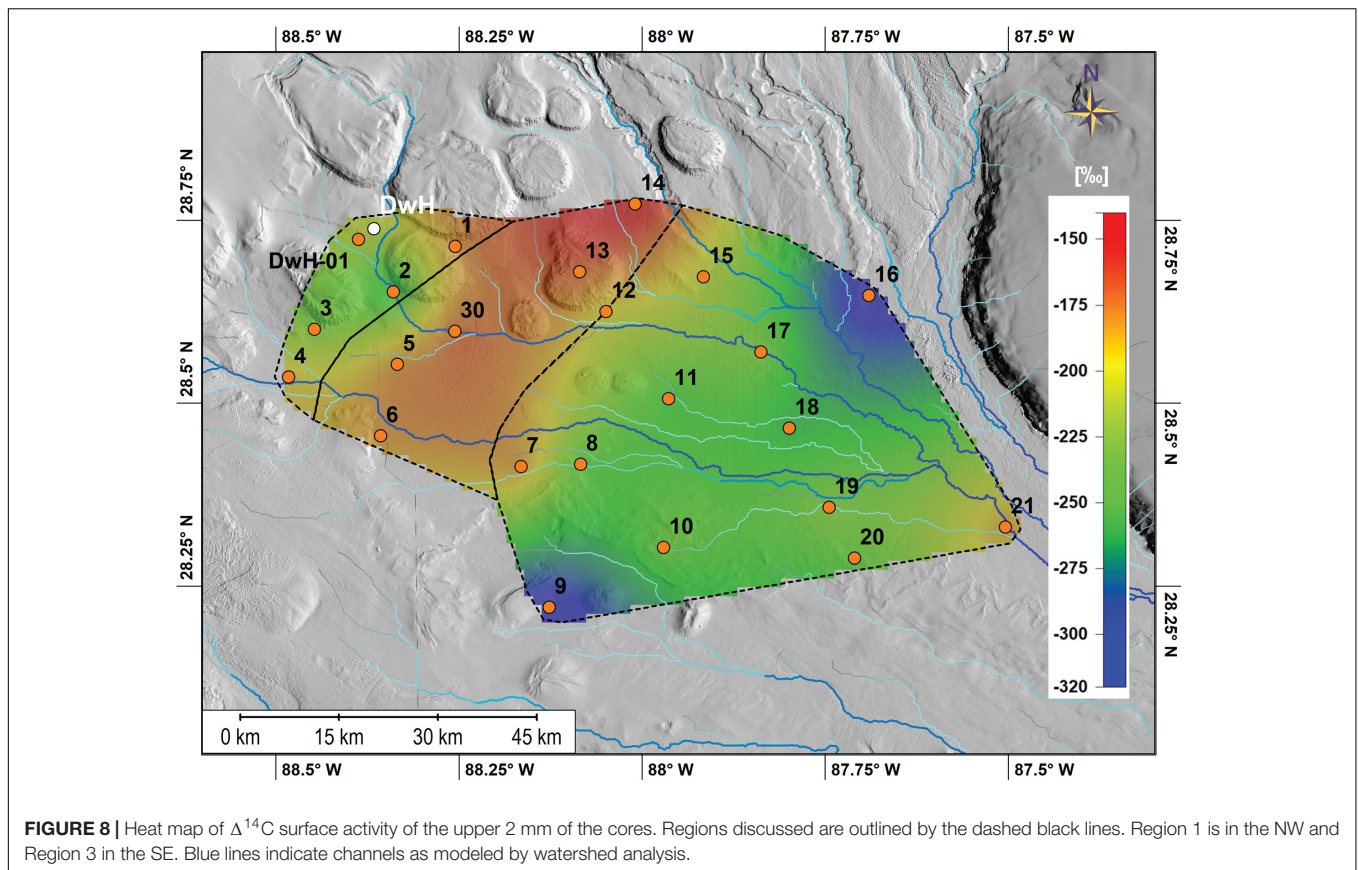 88.5° W 88.25° W 88° W 87.75° W 87.5° W
N
[‰]
28.75° N 28.75° N
14
DwH
1
DwH-01
13
15
2
16
12
30
3
17
5
4
28.5° N 28.5° N
11
18
6
7 8
19
21
10
20
28.25° N 28.25° N
9
-150
-175
-200
-225
-250
-275
-300
-320
0 km 15 km 30 km 45 km
88.5° W 88.25° W 88° W 87.75° W 87.5° W
FIGURE 8 | Heat map of Δ¹⁴C surface activity of the upper 2 mm of the cores. Regions discussed are outlined by the dashed black lines. Region 1 is in the NW and
Region 3 in the SE. Blue lines indicate channels as modeled by watershed analysis.